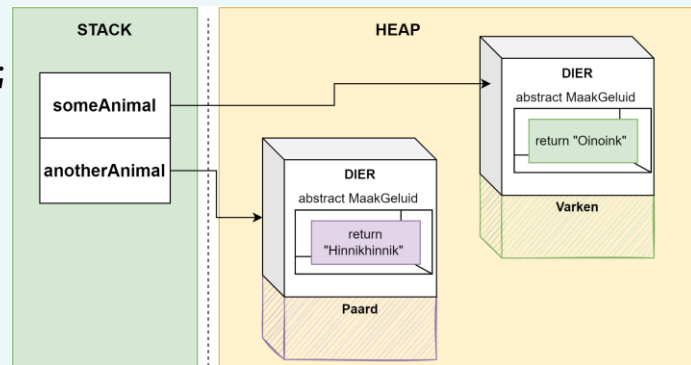 STACK
HEAP
;
someAnimal
anotherAnimal
DIER
abstract MaakGeluid
return "Oinoink"
Varken
DIER
abstract MaakGeluid
return
"Hinnikhinnik"
Paard